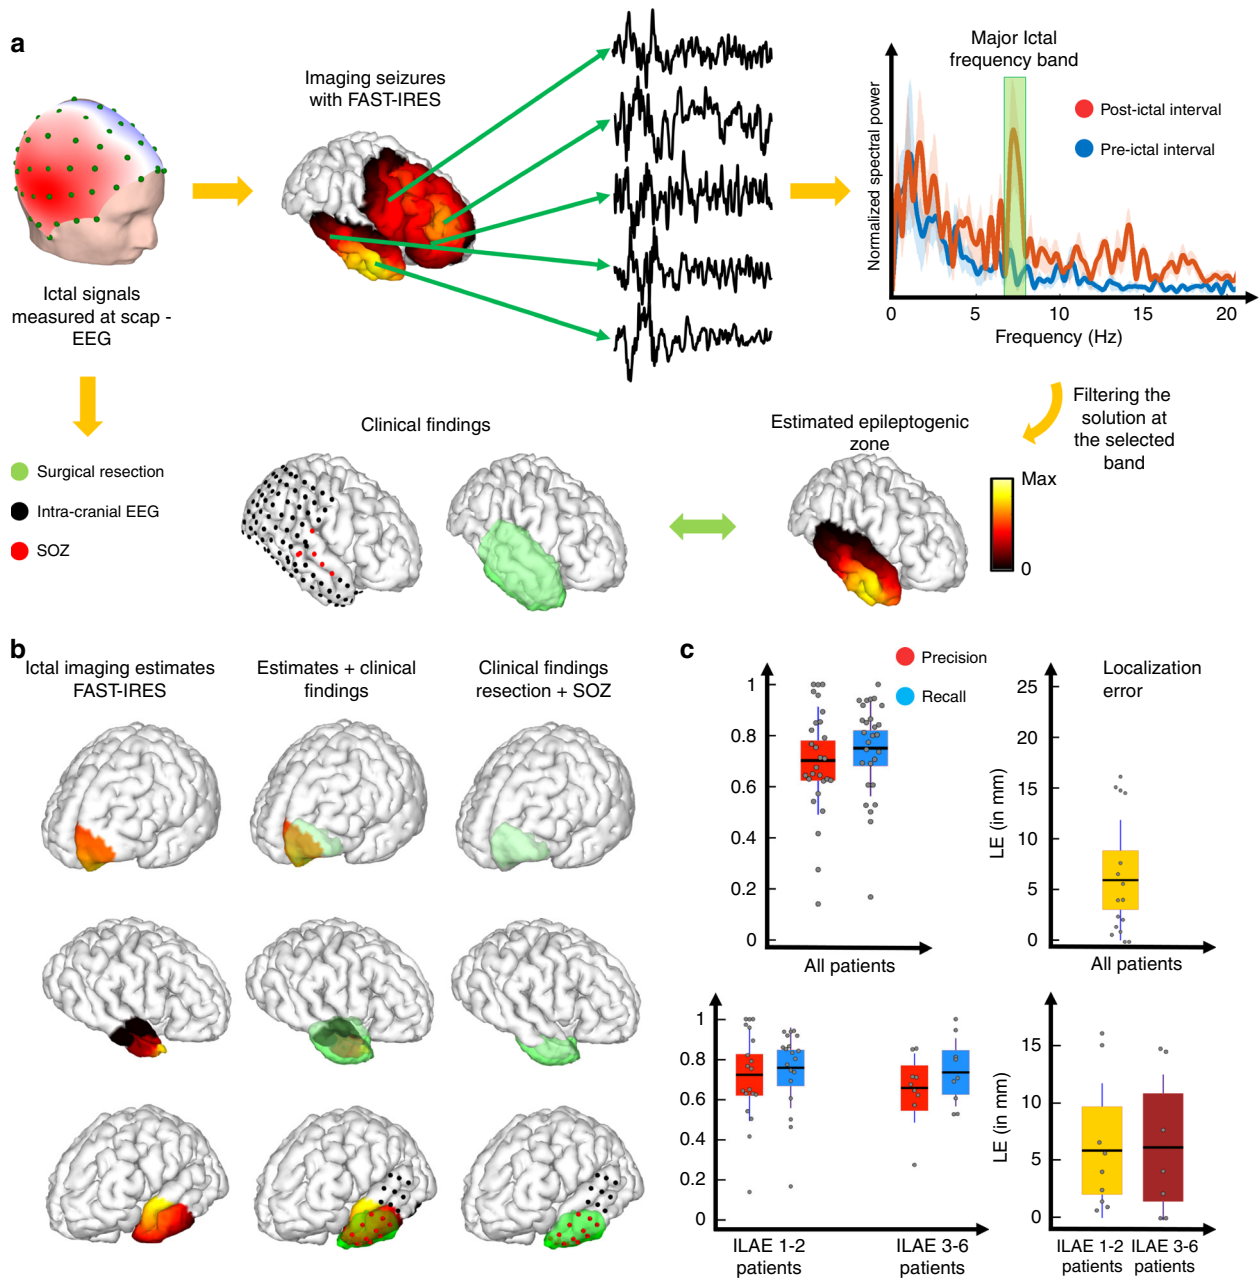 a
Imaging seizures
with FAST-IRES
Major Ictal
frequency band
Post-ictal interval
Pre-ictal interval
Normalized spectral power
0
5
10
15
20
Frequency (Hz)
Ictal signals
measured at scap -
EEG
Filtering the
solution at
the selected
band
Clinical findings
Estimated epileptogenic
zone
Surgical resection
Intra-cranial EEG
SOZ
Max
0
b
Ictal imaging estimates
FAST-IRES
Estimates + clinical
findings
Clinical findings
resection + SOZ
c
Precision
Recall
1
0.8
0.6
0.4
0.2
0
All patients
Localization
error
LE (in mm)
25
20
15
10
5
0
All patients
1
0.8
0.6
0.4
0.2
0
ILAE 1-2
patients
ILAE 3-6
patients
LE (in mm)
15
10
5
0
ILAE 1-2
patients
ILAE 3-6
patients